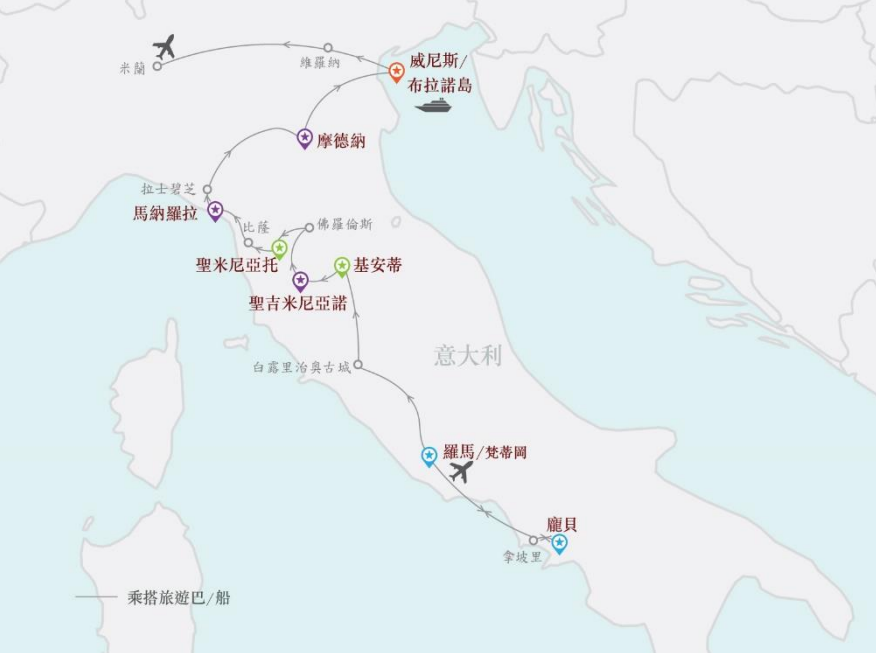 米蘭
維羅納
威尼斯/
布拉諾島
摩德納
拉士碧芝
馬納羅拉
比薩
佛羅倫斯
聖米尼亞托
基安蒂
聖吉米尼亞諾
意大利
白露里治奧古城
羅馬/梵蒂岡
龐貝
拿坡里
乘搭旅遊巴/船